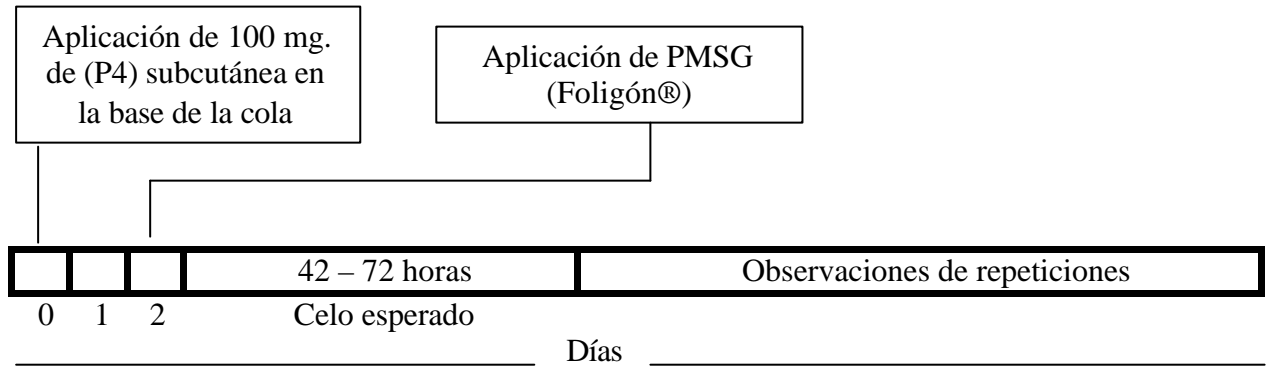 Aplicación de 100 mg.
de (P4) subcutánea en
la base de la cola
Aplicación de PMSG
(Foligón®)
42 – 72 horas
Observaciones de repeticiones
0 1 2 Celo esperado
Días